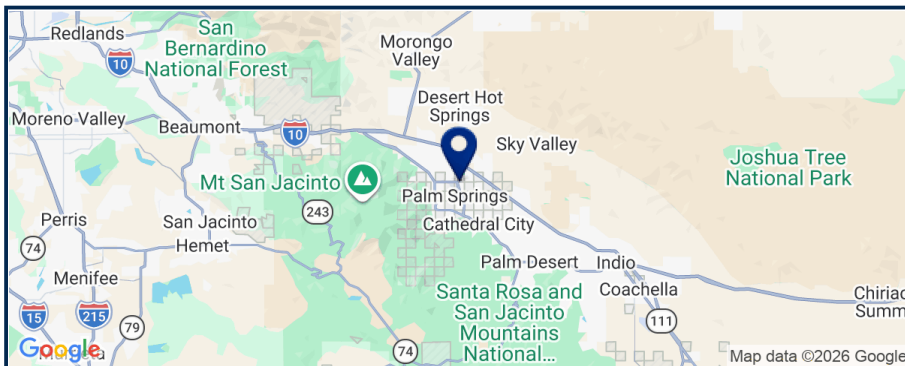 Redlands
San
Bernardino
National Forest
10
Morongo
Valley
Desert Hot
Springs
Moreno Valley
Beaumont
10
Sky Valley
Joshua Tree
National Park
Mt San Jacinto
Palm Springs
243
Perris
San Jacinto
Cathedral City
74
Hemet
Menifee
Palm Desert
Indio
Coachella
Santa Rosa and
San Jacinto
Mountains
National...
Chiriac
Summ
15
215
79
111
74
Google
Map data ©2026 Google